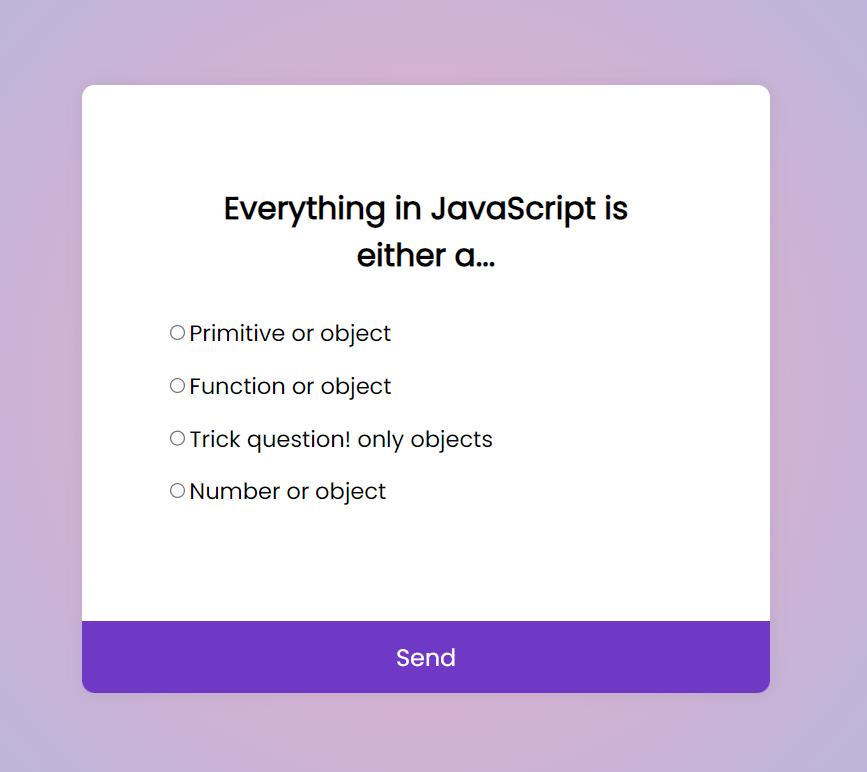 Everything in JavaScript is
either a...
Primitive or object
Function or object
Trick question! only objects
Number or object
Send